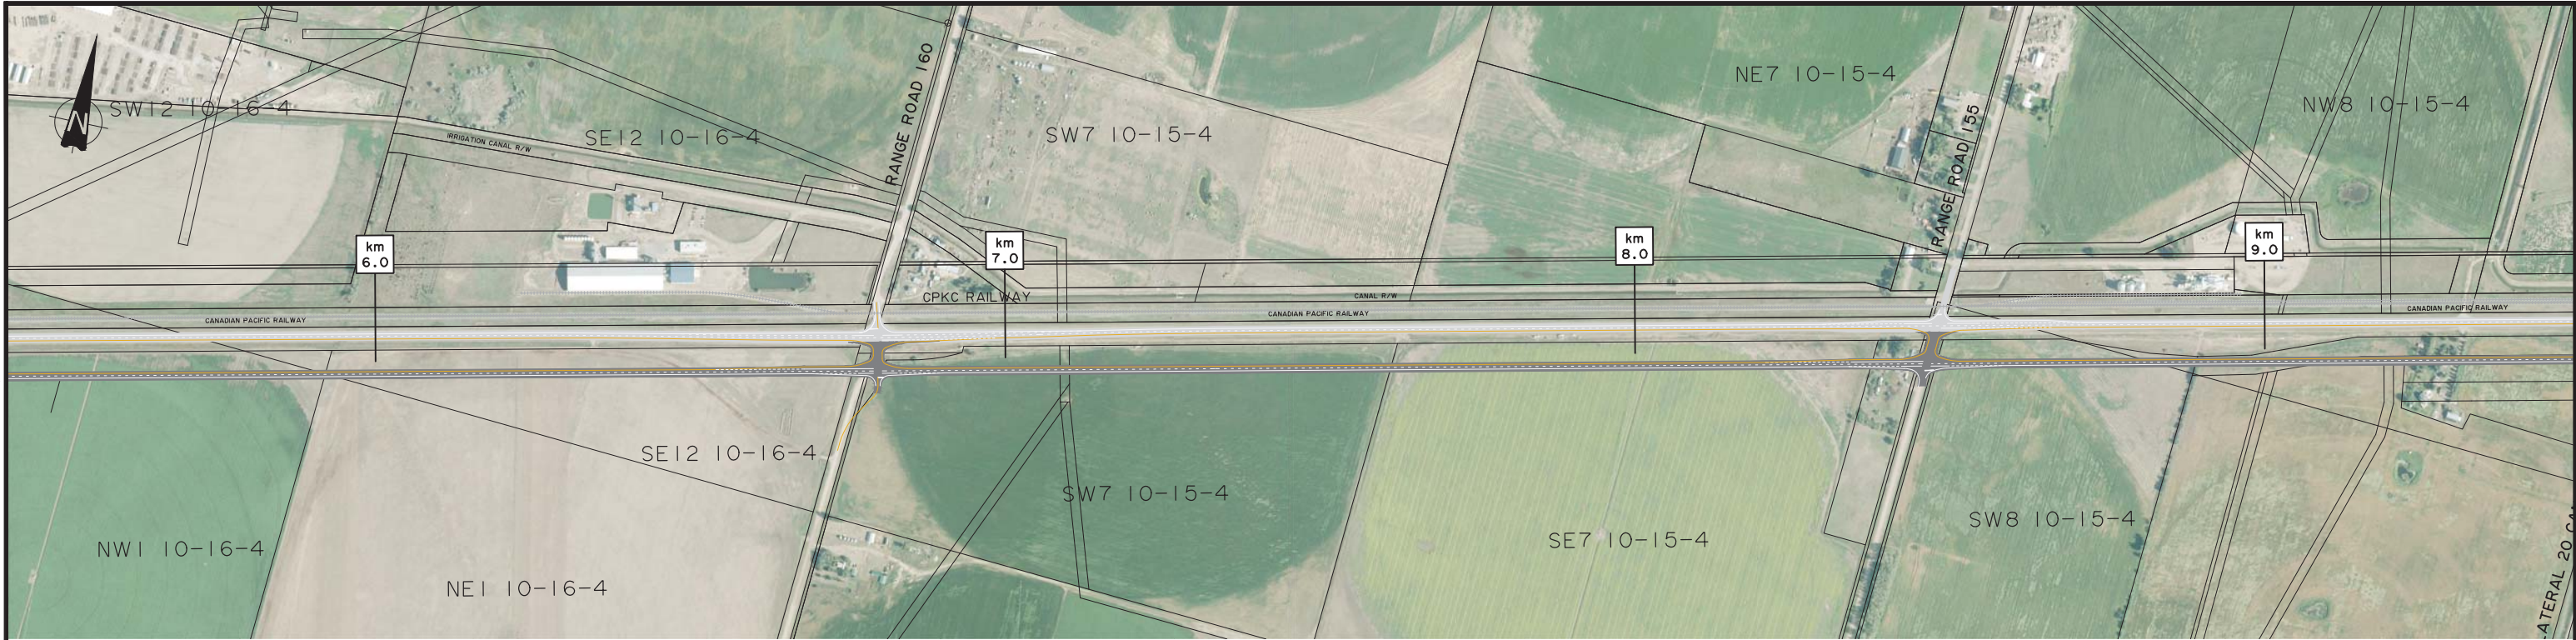 N
SW12 10-16-4
IRRIGATION CANAL R/W
SE12 10-16-4
RANGE ROAD 160
SW7 10-15-4
NE7 10-15-4
RANGE ROAD 155
NW8 10-15-4
km
6.0
km
7.0
km
8.0
km
9.0
CPKC RAILWAY
CANAL R/W
CANADIAN PACIFIC RAILWAY
CANADIAN PACIFIC RAILWAY
CANADIAN PACIFIC RAILWAY
SE12 10-16-4
SW7 10-15-4
SE7 10-15-4
SW8 10-15-4
NW1 10-16-4
NE1 10-16-4
ATERAL 20